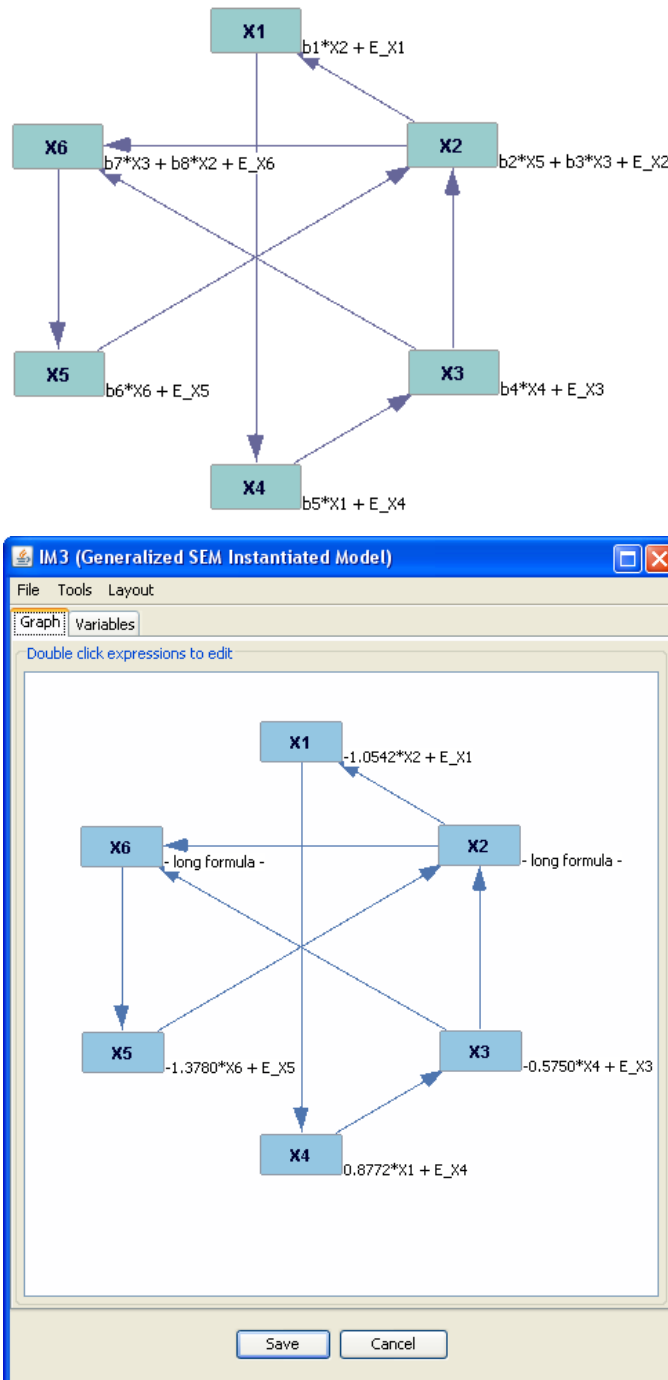 X1
b1*X2 + E_X1
X6
b7*X3 + b8*X2 + E_X6
X2
b2*X5 + b3*X3 + E_X2
X5
b6*X6 + E_X5
X3
b4*X4 + E_X3
X4
b5*X1 + E_X4
IM3 (Generalized SEM Instantiated Model)
File Tools Layout
Graph Variables
Double click expressions to edit
X1
-1.0542*X2 + E_X1
X6
- long formula -
X2
- long formula -
X5
-1.3780*X6 + E_X5
X3
-0.5750*X4 + E_X3
X4
0.8772*X1 + E_X4
Save Cancel